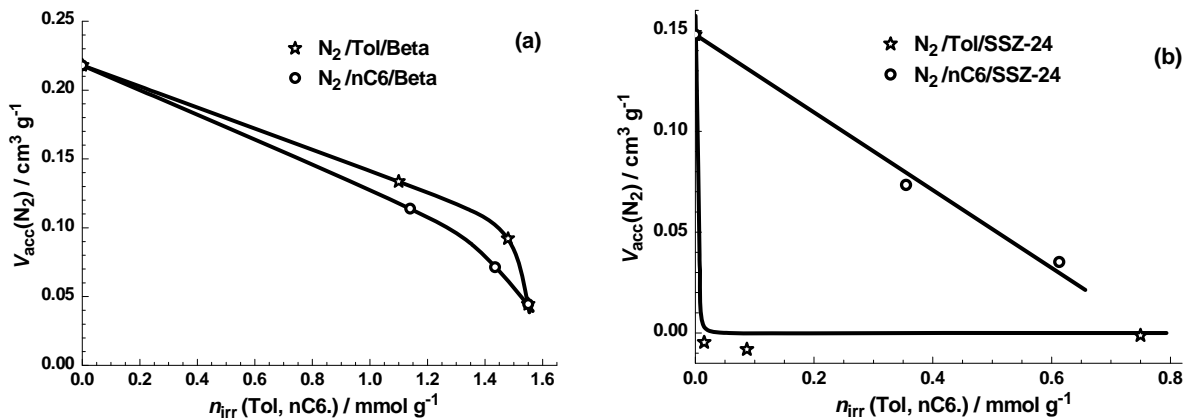 (a)
N2/Tol/Beta
N2/nC6/Beta
Vacc(N2) / cm3 g-1
0.25
0.20
0.15
0.10
0.05
0.00
0.0 0.2 0.4 0.6 0.8 1.0 1.2 1.4 1.6
nirr (Tol, nC6.) / mmol g-1
(b)
N2/Tol/SSZ-24
N2/nC6/SSZ-24
Vacc(N2) / cm3 g-1
0.15
0.10
0.05
0.00
0.0 0.2 0.4 0.6 0.8
nirr (Tol, nC6.) / mmol g-1